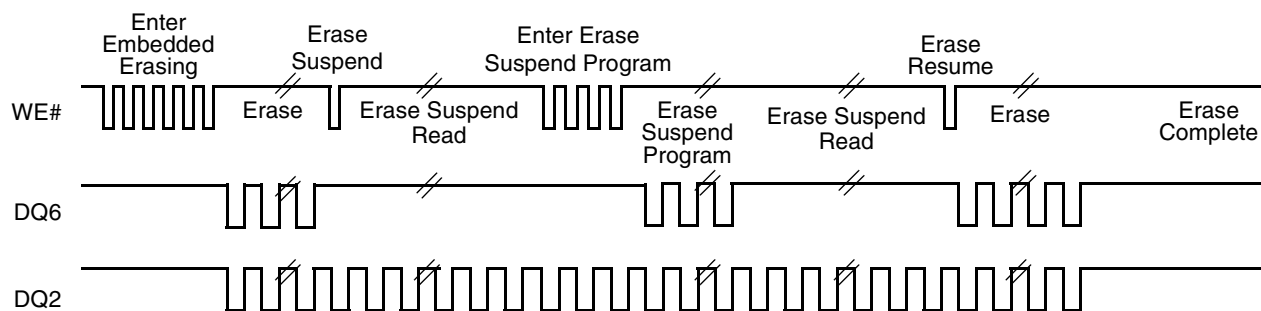 Enter
Embedded
Erasing
Erase
Suspend
Enter Erase
Suspend Program
Erase
Resume
WE#
Erase
Erase Suspend
Read
Erase
Suspend
Program
Erase Suspend
Read
Erase
Erase
Complete
DQ6
DQ2